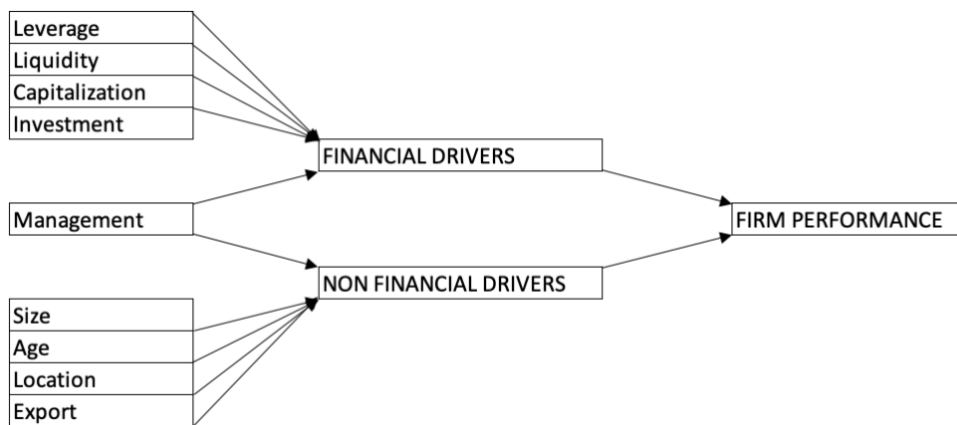 Leverage
Liquidity
Capitalization
Investment
FINANCIAL DRIVERS
Management
FIRM PERFORMANCE
NON FINANCIAL DRIVERS
Size
Age
Location
Export